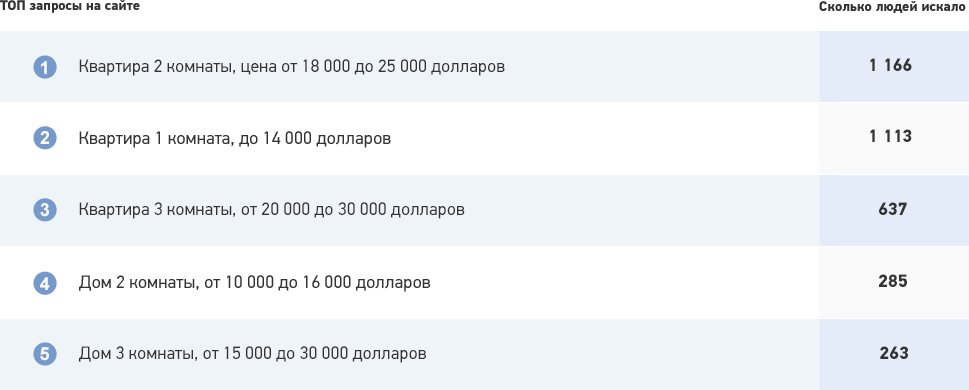 ТОП запросы на сайте Сколько людей искало
1 Квартира 2 комнаты, цена от 18 000 до 25 000 долларов 1 166
2 Квартира 1 комната, до 14 000 долларов 1 113
3 Квартира 3 комнаты, от 20 000 до 30 000 долларов 637
4 Дом 2 комнаты, от 10 000 до 16 000 долларов 285
5 Дом 3 комнаты, от 15 000 до 30 000 долларов 263